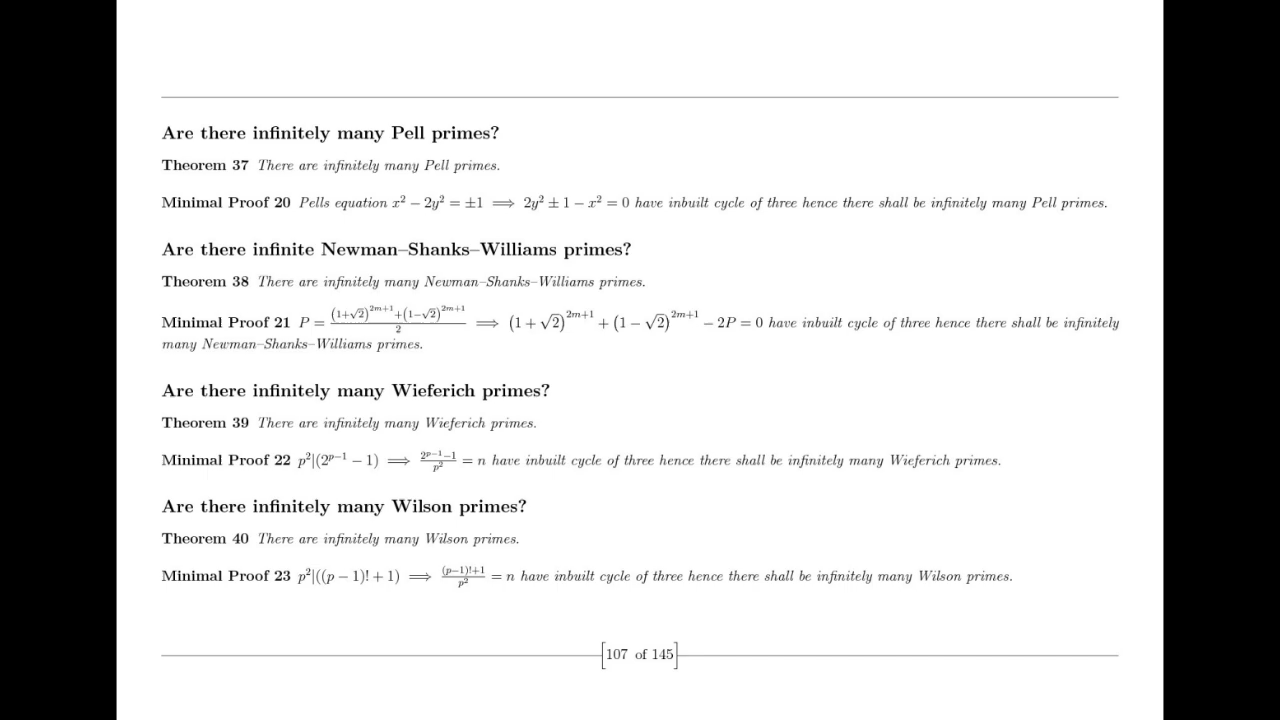 Are there infinitely many Pell primes?
Theorem 37 There are infinitely many Pell primes.
Minimal Proof 20 Pells equation x² − 2y² = ±1 ⟹ 2y² ± 1 − x² = 0 have inbuilt cycle of three hence there shall be infinitely many Pell primes.
Are there infinite Newman–Shanks–Williams primes?
Theorem 38 There are infinitely many Newman–Shanks–Williams primes.
Minimal Proof 21 P = \frac{(1+√2)^{2m+1}+(1−√2)^{2m+1}}{2} ⟹ (1 + √2)^{2m+1} + (1 − √2)^{2m+1} − 2P = 0 have inbuilt cycle of three hence there shall be infinitely
many Newman–Shanks–Williams primes.
Are there infinitely many Wieferich primes?
Theorem 39 There are infinitely many Wieferich primes.
Minimal Proof 22 p²|(2^{p−1} − 1) ⟹ \frac{2^{p−1}−1}{p²} = n have inbuilt cycle of three hence there shall be infinitely many Wieferich primes.
Are there infinitely many Wilson primes?
Theorem 40 There are infinitely many Wilson primes.
Minimal Proof 23 p²|((p − 1)! + 1) ⟹ \frac{(p−1)!+1}{p²} = n have inbuilt cycle of three hence there shall be infinitely many Wilson primes.
[107 of 145]